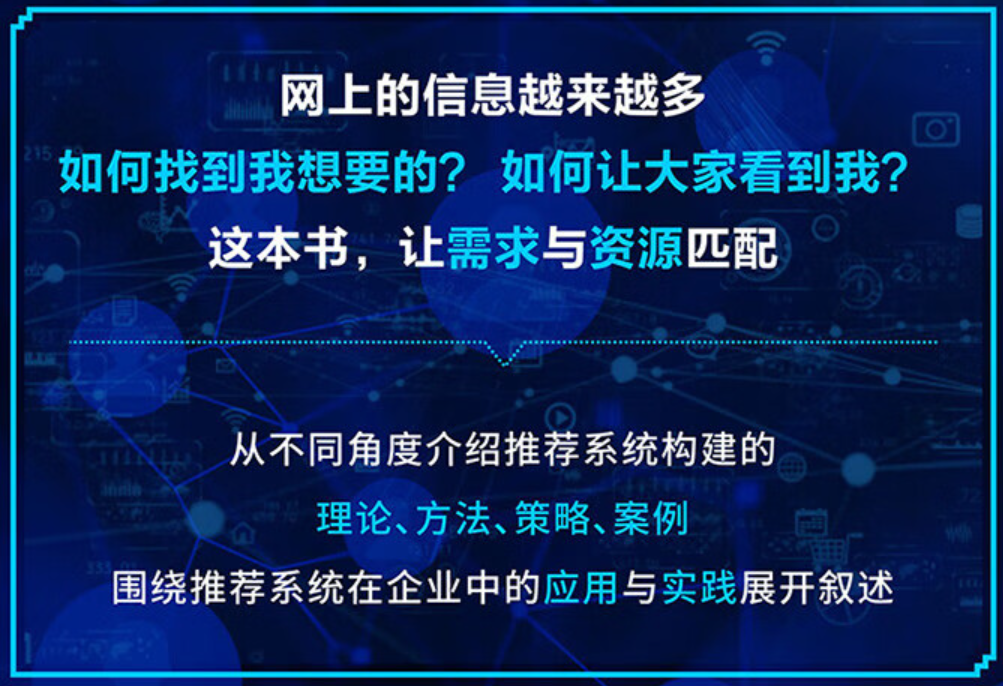 网上的信息越来越多
如何找到我想要的? 如何让大家看到我?
这本书，让需求与资源匹配
从不同角度介绍推荐系统构建的
理论、方法、策略、案例
围绕推荐系统在企业中的应用与实践展开叙述